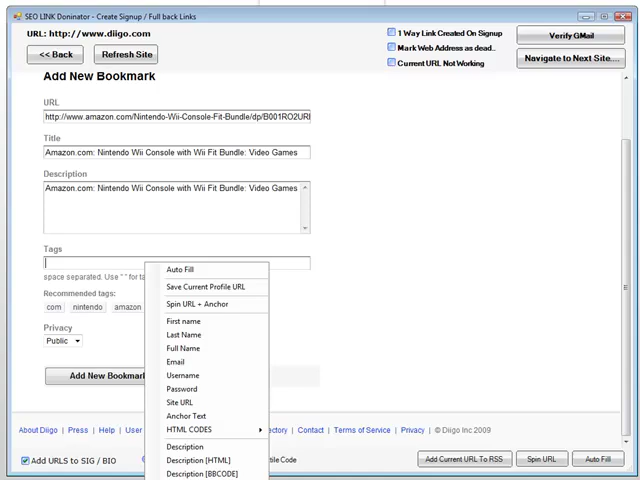 SEO LINK Dominator - Create Signup / Full back Links
URL: http://www.diigo.com
<< Back
Refresh Site
1 Way Link Created On Signup
Mark Web Address as dead..
Current URL Not Working
Verify GMail
Navigate to Next Site....
Add New Bookmark
URL
http://www.amazon.com/Nintendo-Wii-Console-Fit-Bundle/dp/B001RO2URI
Title
Amazon.com: Nintendo Wii Console with Wii Fit Bundle: Video Games
Description
Amazon.com: Nintendo Wii Console with Wii Fit Bundle: Video Games
Tags
space separated. Use " " for ta
Recommended tags:
com nintendo amazon
Privacy
Public
Add New Bookmark
Auto Fill
Save Current Profile URL
Spin URL + Anchor
First name
Last Name
Full Name
Email
Username
Password
Site URL
Anchor Text
HTML CODES
Description
Description [HTML]
Description [BBCODE]
About Diigo | Press | Help | User
ectory | Contact | Terms of Service | Privacy | © Diigo Inc 2009
Add URLS to SIG / BIO
tile Code
Add Current URL To RSS
Spin URL
Auto Fill